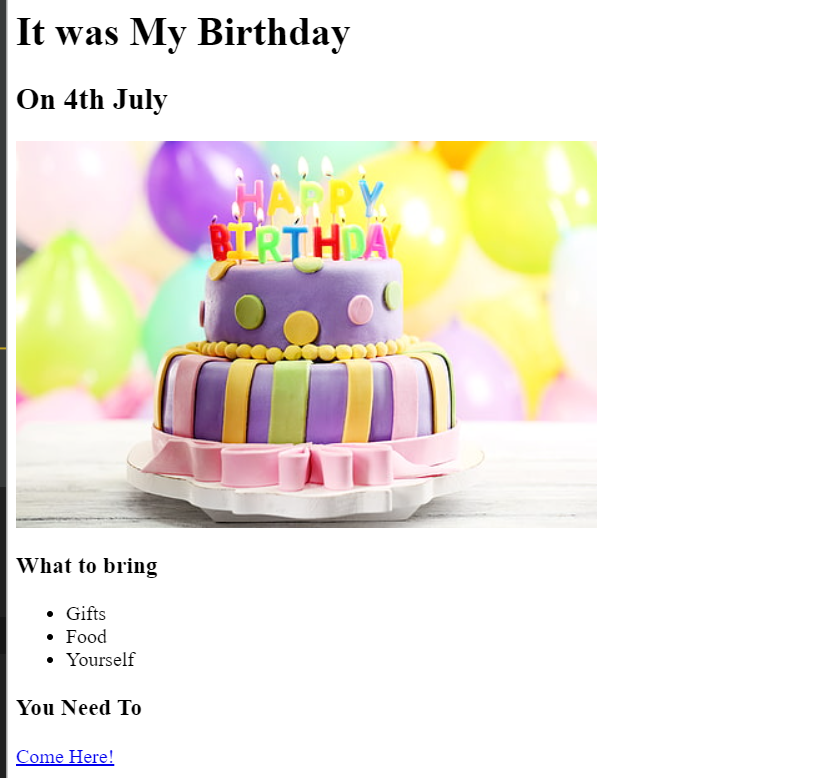 It was My Birthday
On 4th July
HAPPY
BIRTHDAY
What to bring
Gifts
Food
Yourself
You Need To
Come Here!